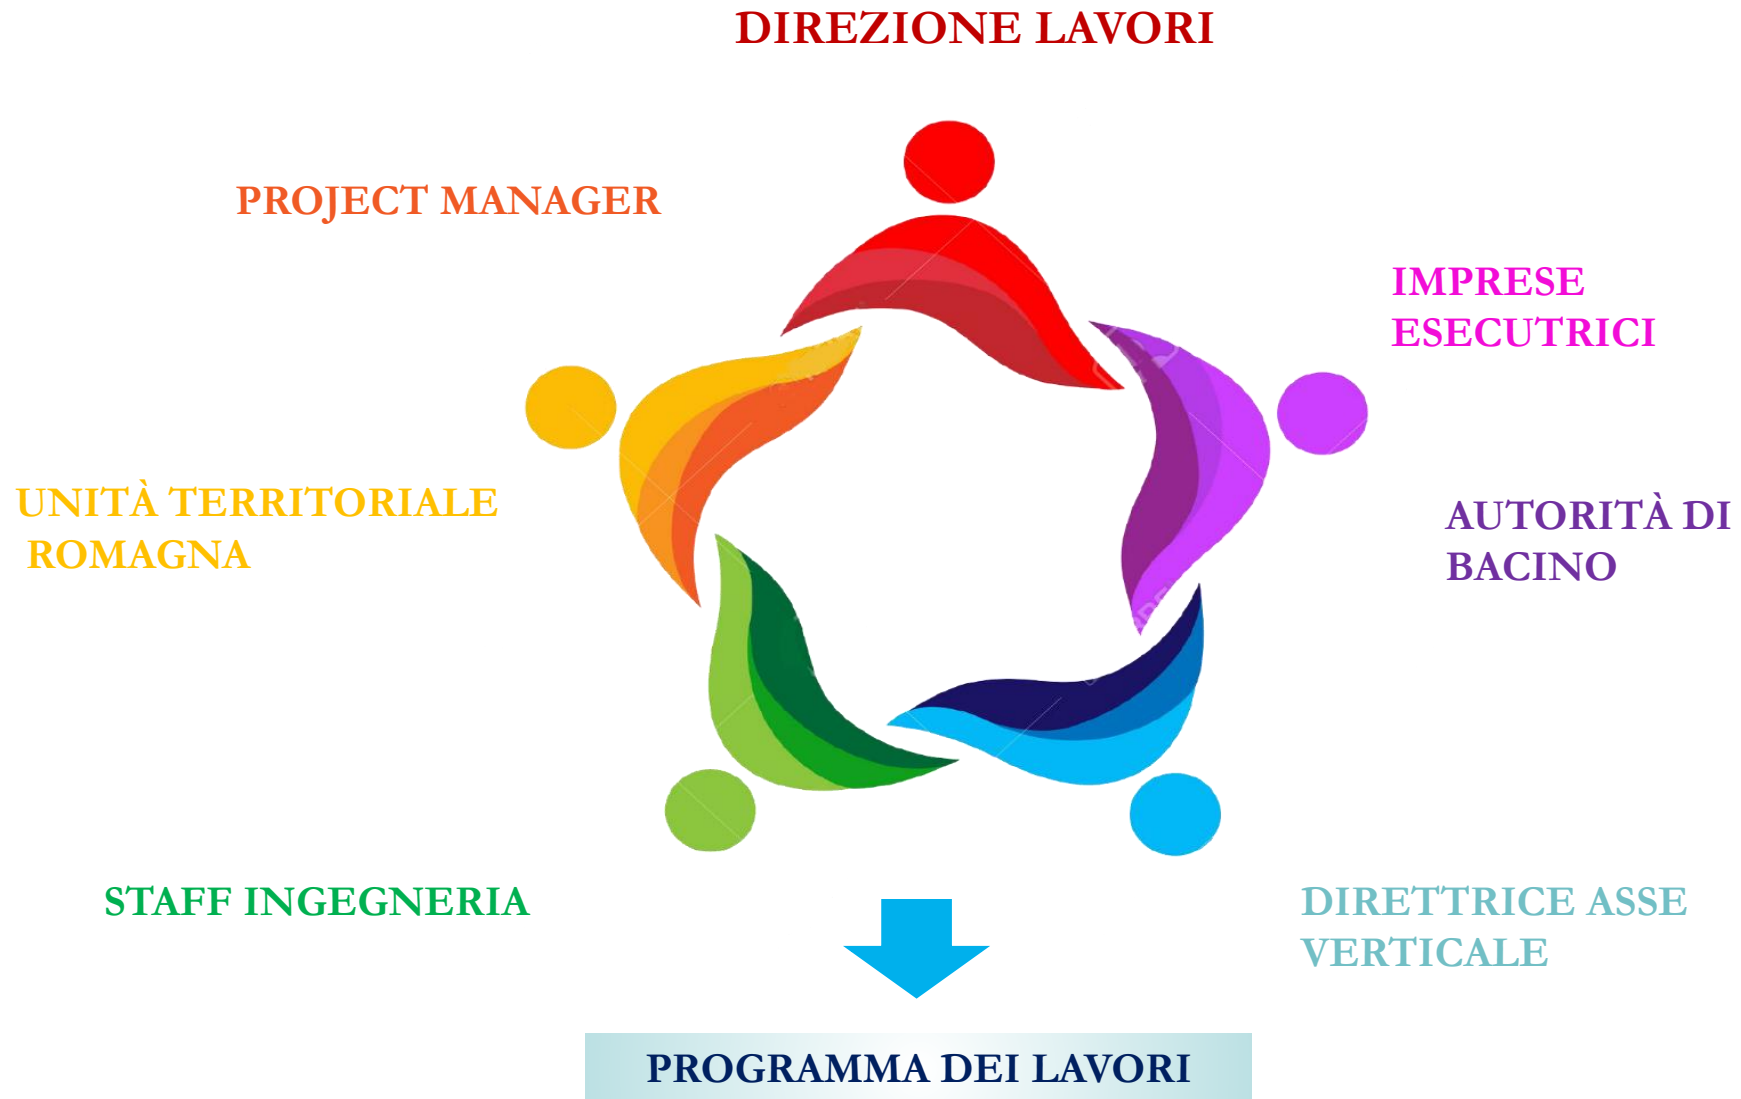 DIREZIONE LAVORI
PROJECT MANAGER
IMPRESE
ESECUTRICI
UNITÀ TERRITORIALE
ROMAGNA
AUTORITÀ DI
BACINO
STAFF INGEGNERIA
DIRETTRICE ASSE
VERTICALE
PROGRAMMA DEI LAVORI